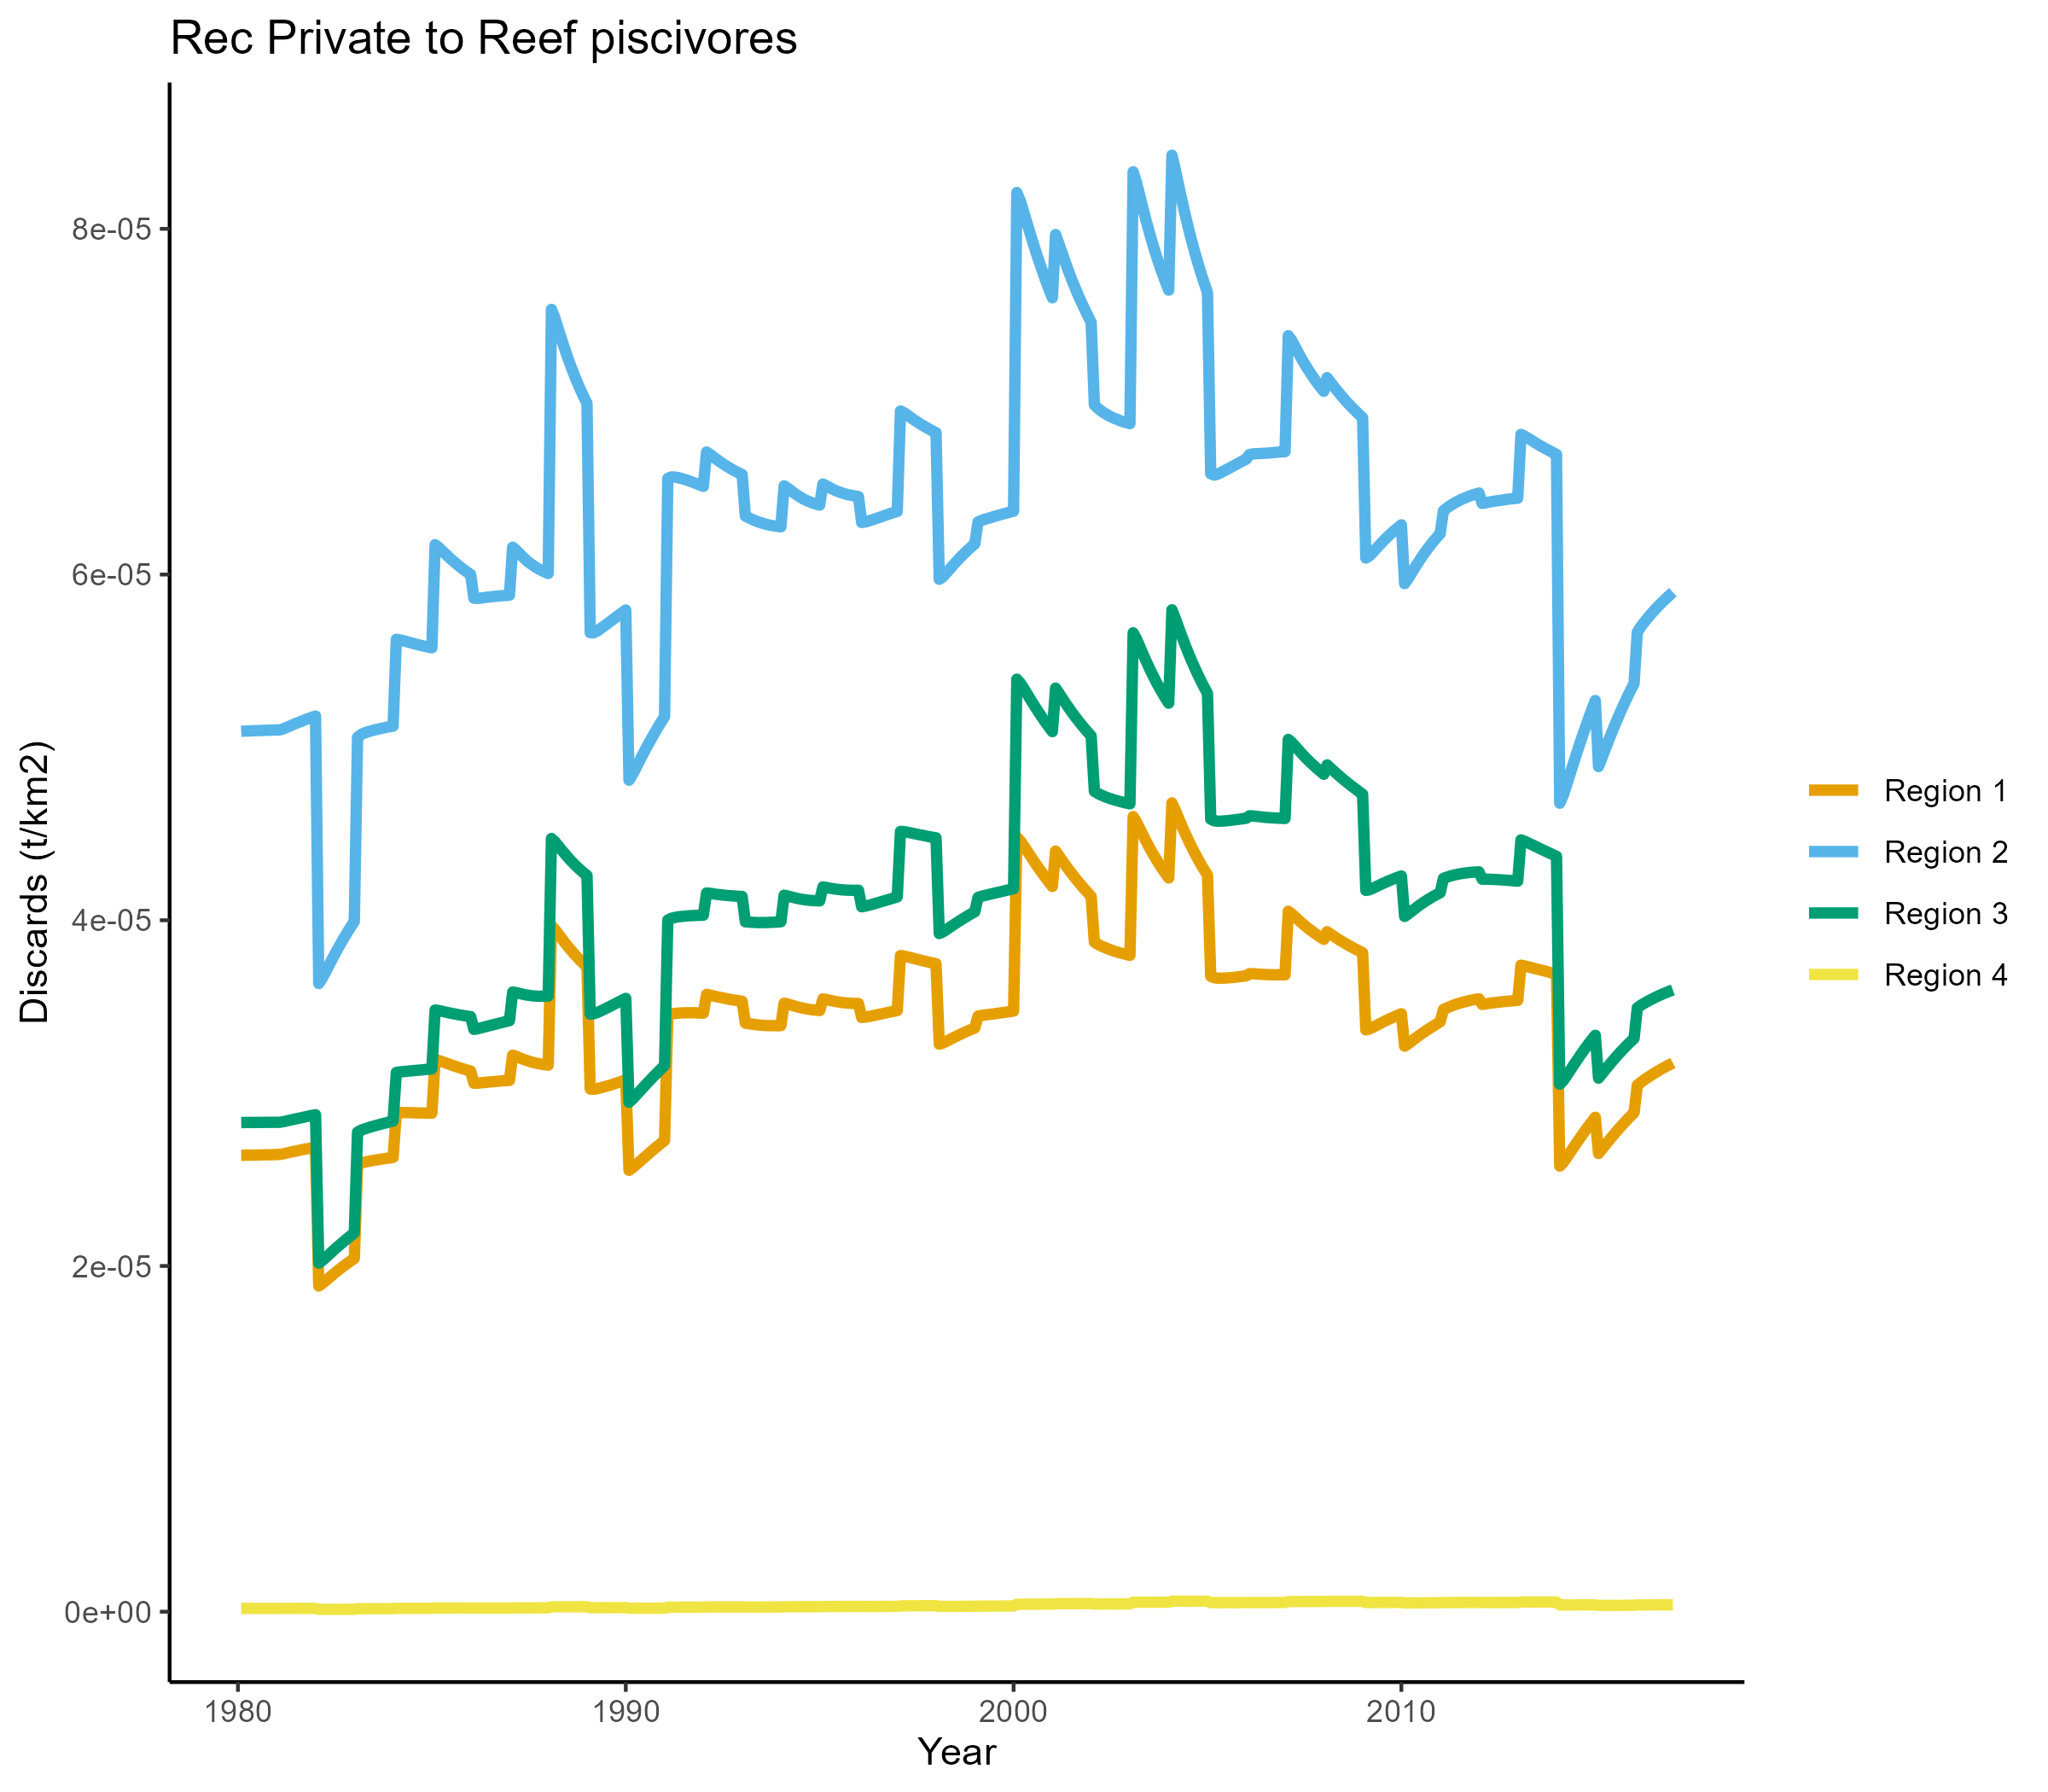 Rec Private to Reef piscivores
Discards (t/km2)
8e-05
6e-05
4e-05
2e-05
0e+00
1980
1990
2000
2010
Year
Region 1
Region 2
Region 3
Region 4